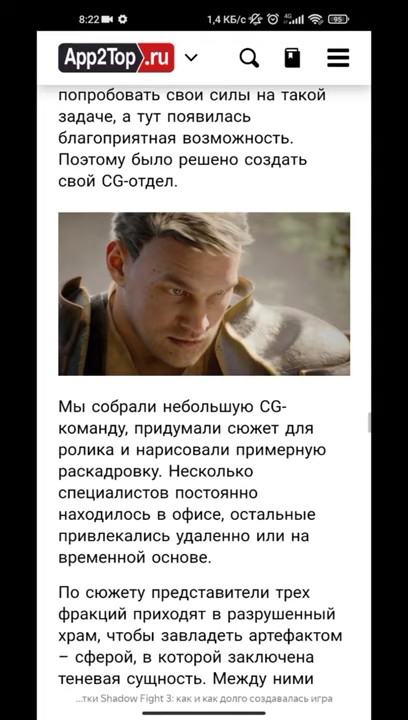 8:22
1,4 КБ/с
4G
95
App2Top.ru
попробовать свои силы на такой
задаче, а тут появилась
благоприятная возможность.
Поэтому было решено создать
свой CG-отдел.
Мы собрали небольшую CG-
команду, придумали сюжет для
ролика и нарисовали примерную
раскадровку. Несколько
специалистов постоянно
находилось в офисе, остальные
привлекались удаленно или на
временной основе.
По сюжету представители трех
фракций приходят в разрушенный
храм, чтобы завладеть артефактом
– сферой, в которой заключена
теневая сущность. Между ними
...тки Shadow Fight 3: как и как долго создавалась игра